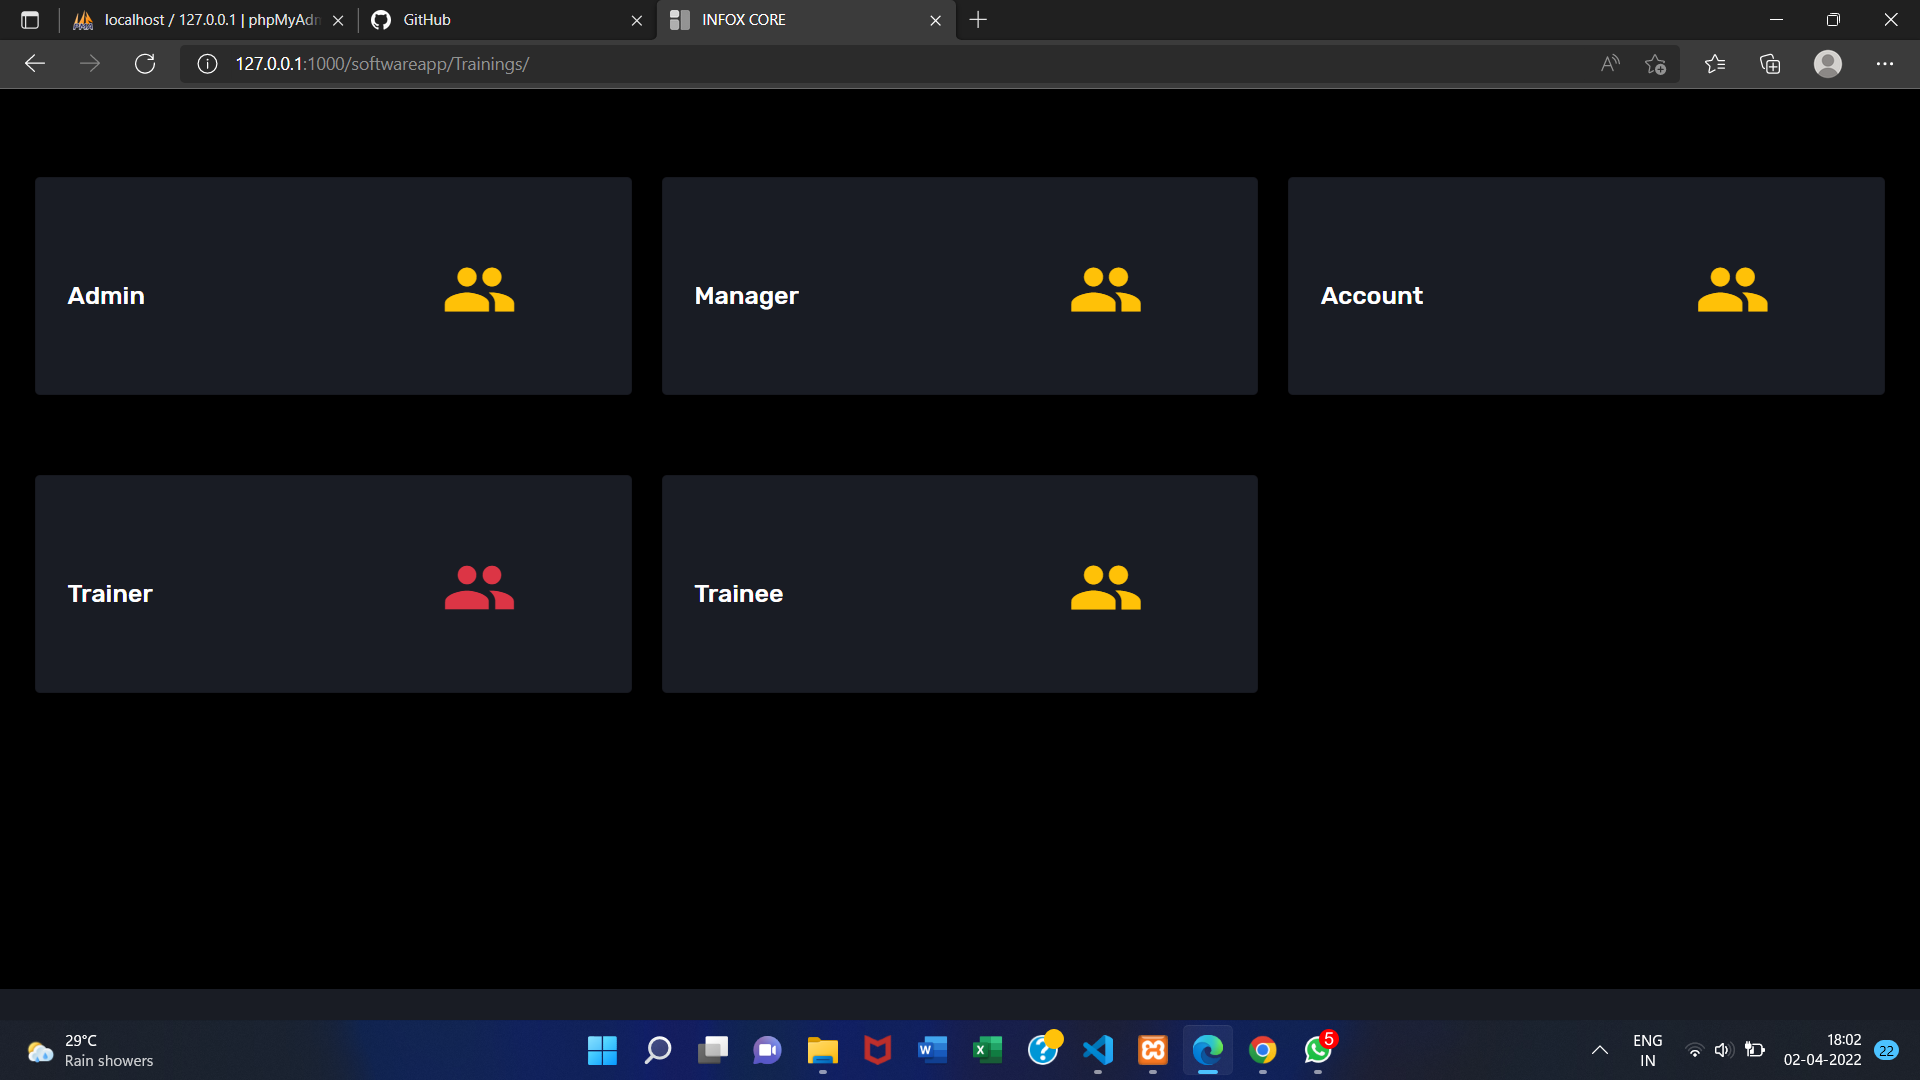 localhost / 127.0.0.1 | phpMyAdm
GitHub
INFOX CORE
127.0.0.1:1000/softwareapp/Trainings/
Admin
Manager
Account
Trainer
Trainee
29°C
Rain showers
5
ENG
IN
18:02
02-04-2022
22